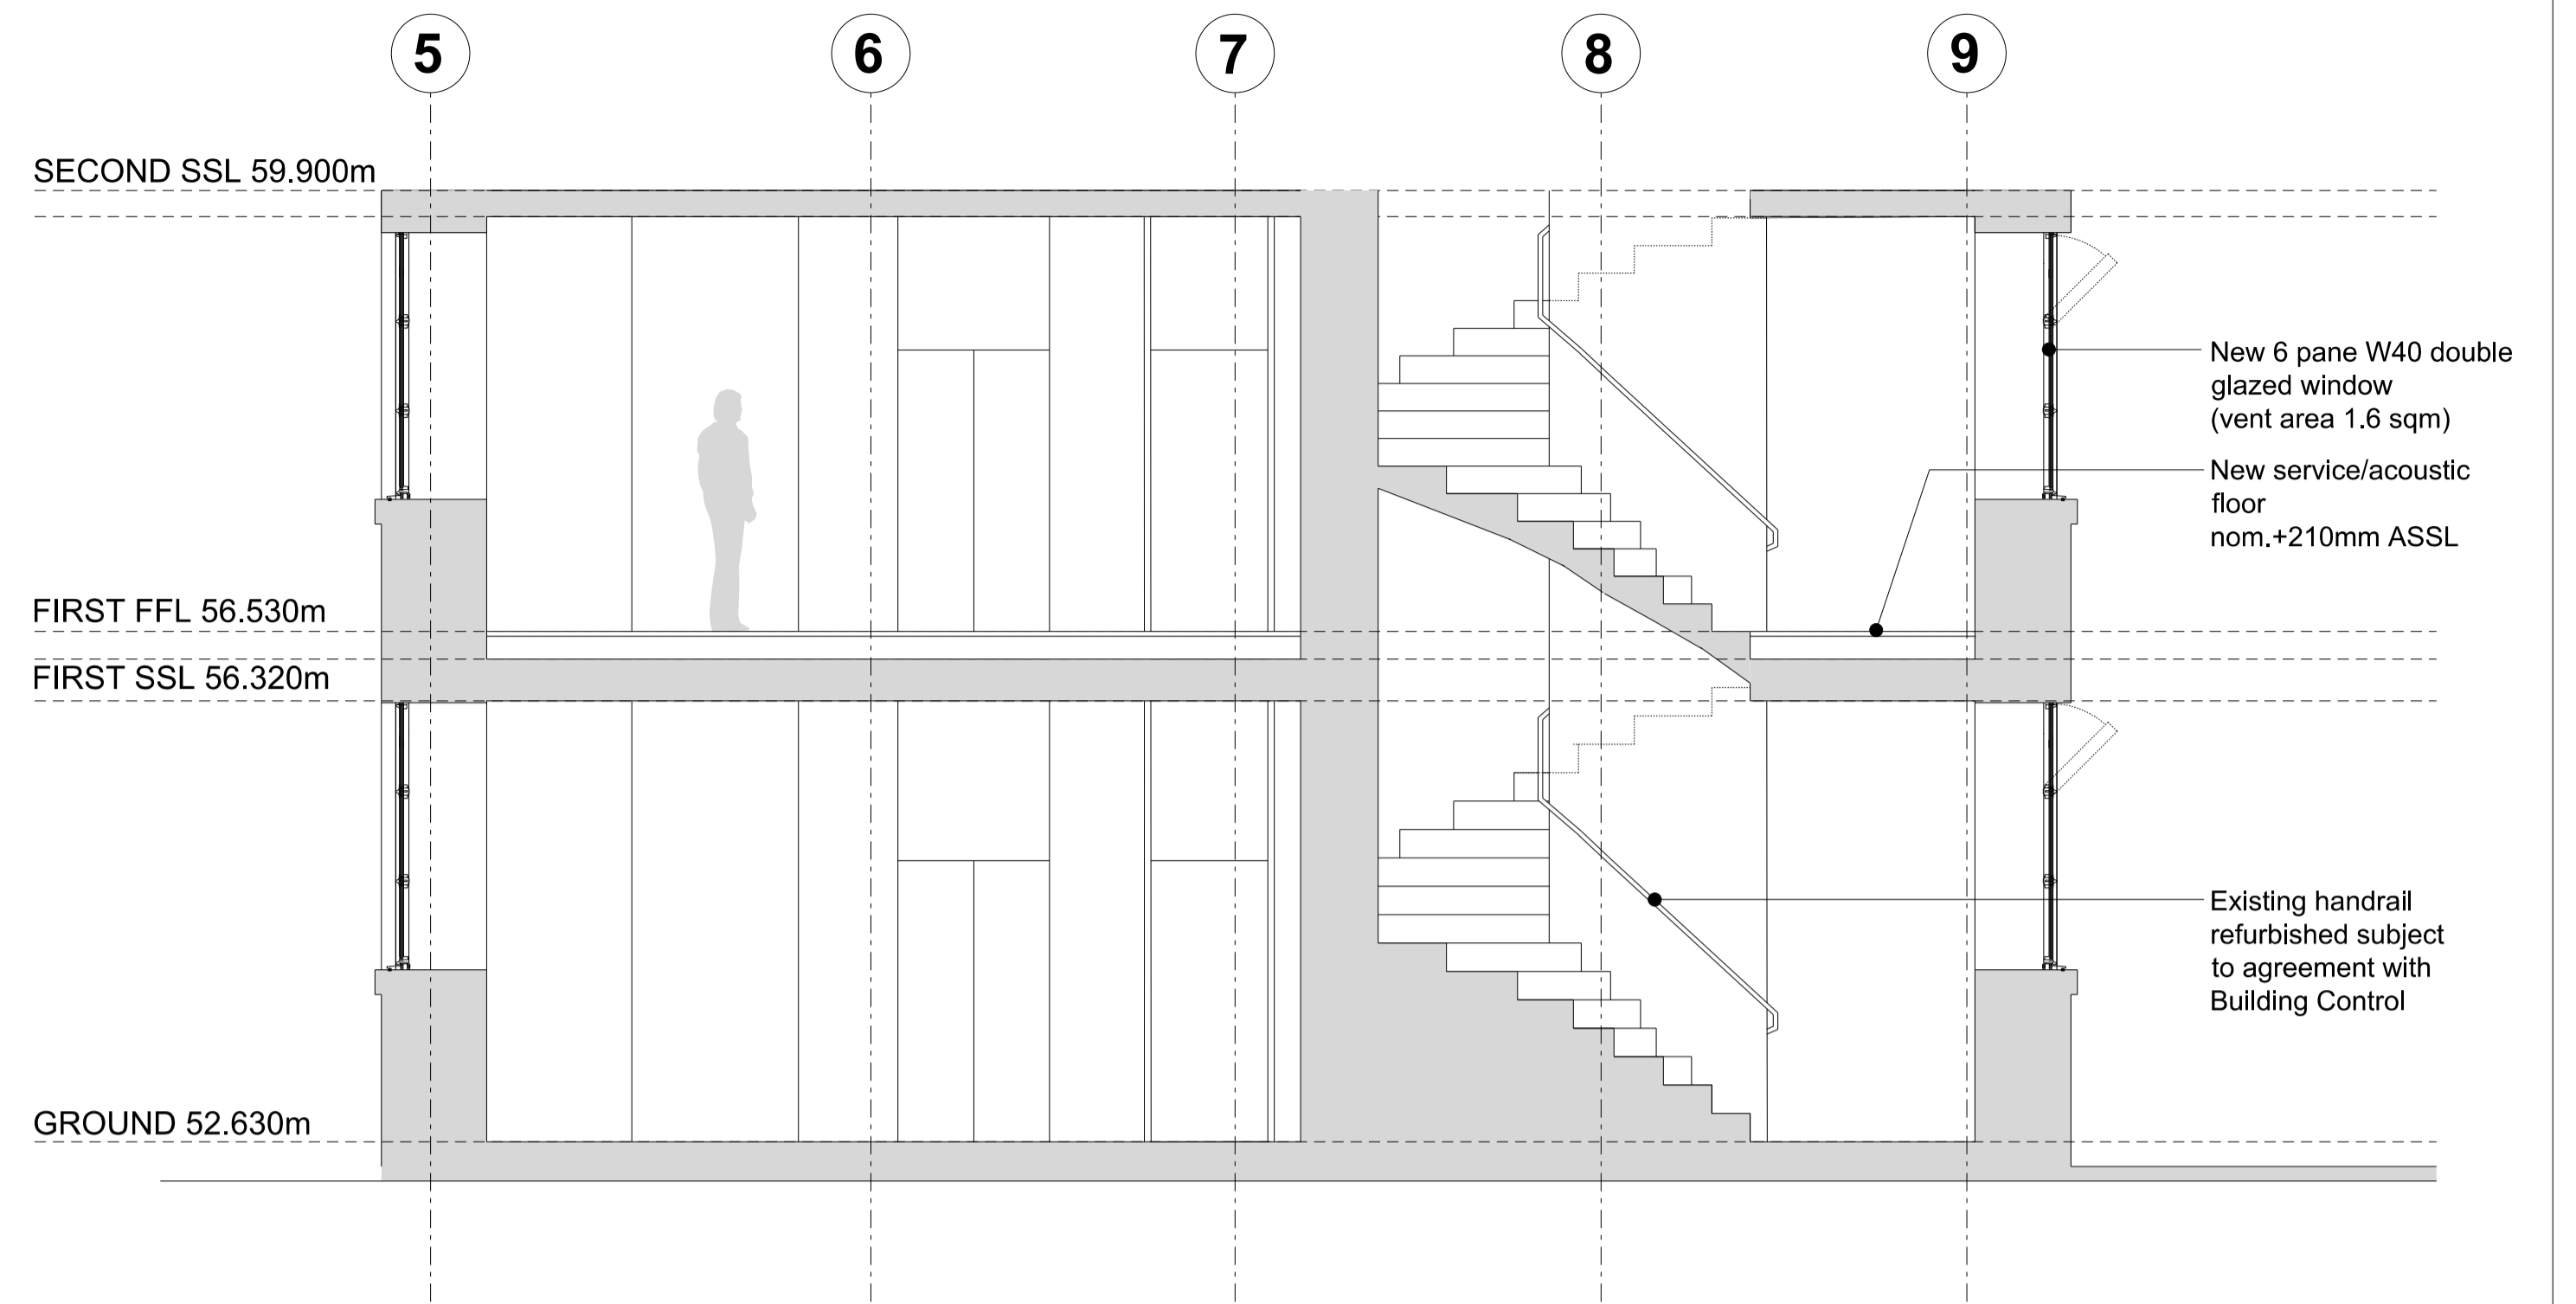 5
6
7
8
9
SECOND SSL 59.900m
New 6 pane W40 double
glazed window
(vent area 1.6 sqm)
New service/acoustic
floor
nom.+210mm ASSL
FIRST FFL 56.530m
FIRST SSL 56.320m
Existing handrail
refurbished subject
to agreement with
Building Control
GROUND 52.630m